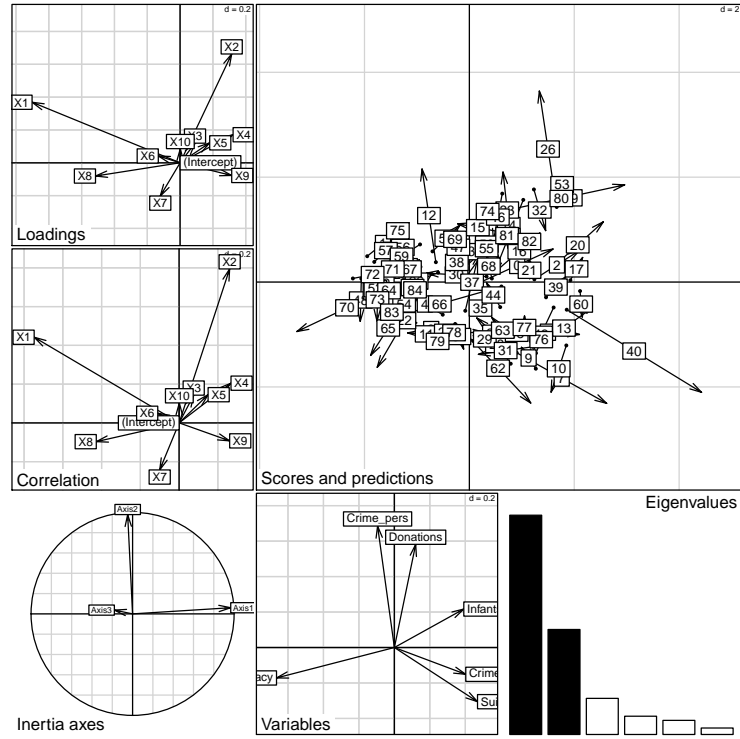 d = 0.2
X2
X1
X3
X4
X10
X5
X6
(Intercept)
X8
X9
X7
Loadings
d = 0.2
X2
X1
X3
X4
X10
X5
X6
(Intercept)
X8
X9
X7
Correlation
d = 2
26
53
80
12
74
32
15
75
69
81
82
20
57
59
55
38
68
2
17
72
71
67
21
37
39
84
44
70
73
66
60
83
35
65
63
77
13
78
79
29
76
31
40
9
62
10
Scores and predictions
Axis2
Axis3
Axis1
Inertia axes
d = 0.2
Crime_pers
Donations
Infant
Crime
acy
Sui
Variables
Eigenvalues